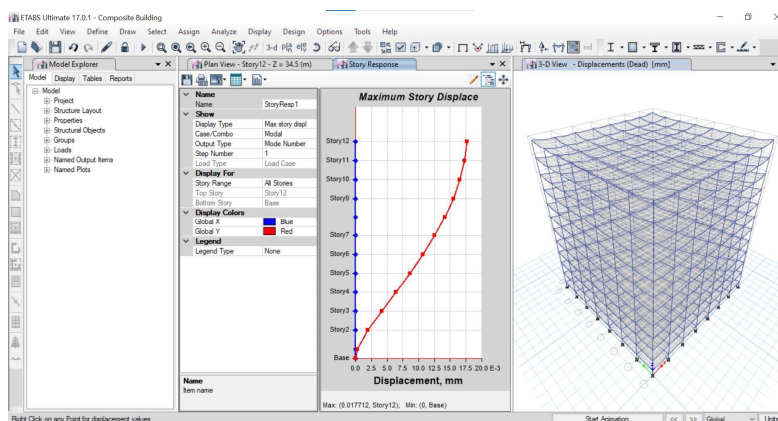 ETABS Ultimate 17.0.1 - Composite Building
File Edit View Define Draw Select Assign Analyze Display Design Options Tools Help
Model Explorer
Model Display Tables Reports
Model
Project
Structure Layout
Properties
Structural Objects
Groups
Loads
Named Output Items
Named Plots
Plan View - Story12 - Z = 34.5 (m)
Story Response
Name
Name StoryResp1
Show
Display Type Max story displ
Case/Combo Modal
Output Type Mode Number
Step Number 1
Load Type Load Case
Display For
Story Range All Stories
Top Story Story12
Bottom Story Base
Display Colors
Global X Blue
Global Y Red
Legend
Legend Type None
Name
Item name
Maximum Story Displace
Story12
Story11
Story10
Story9
Story7
Story6
Story5
Story4
Story3
Story2
Base
0.0 2.5 5.0 7.5 10.0 12.5 15.0 17.5 20.0 E-3
Displacement, mm
Max: (0.017712, Story12); Min: (0, Base)
3-D View - Displacements (Dead) [mm]
Right Click on any Point for displacement values
Start Animation << >> Global Units